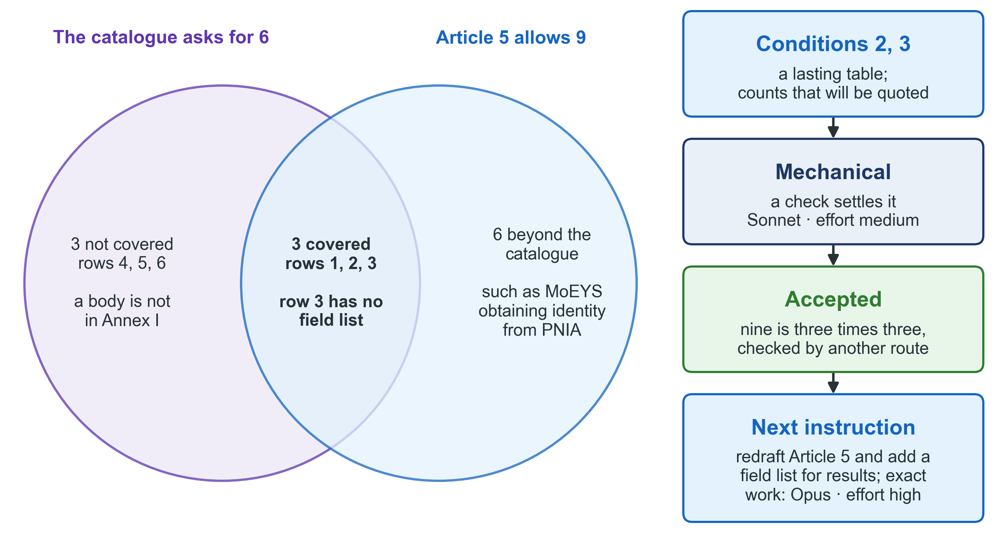 The catalogue asks for 6
Article 5 allows 9
3 not covered
rows 4, 5, 6
a body is not
in Annex I
3 covered
rows 1, 2, 3
row 3 has no
field list
6 beyond the
catalogue
such as MoEYS
obtaining identity
from PNIA
Conditions 2, 3
a lasting table;
counts that will be quoted
Mechanical
a check settles it
Sonnet · effort medium
Accepted
nine is three times three,
checked by another route
Next instruction
redraft Article 5 and add a
field list for results; exact
work: Opus · effort high